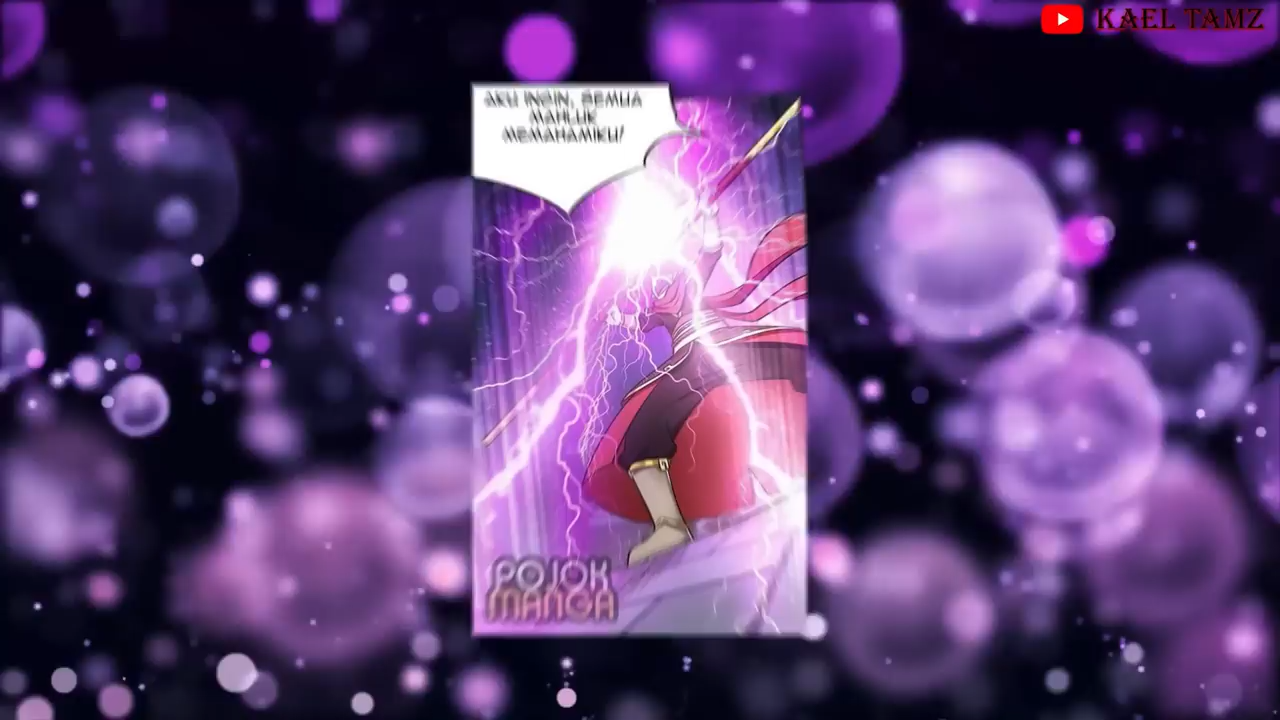 KAEL TAMZ
AKU INGIN, SEMUA
MAHLUK
MEMAHAMIKU!
POJOK
MANGA